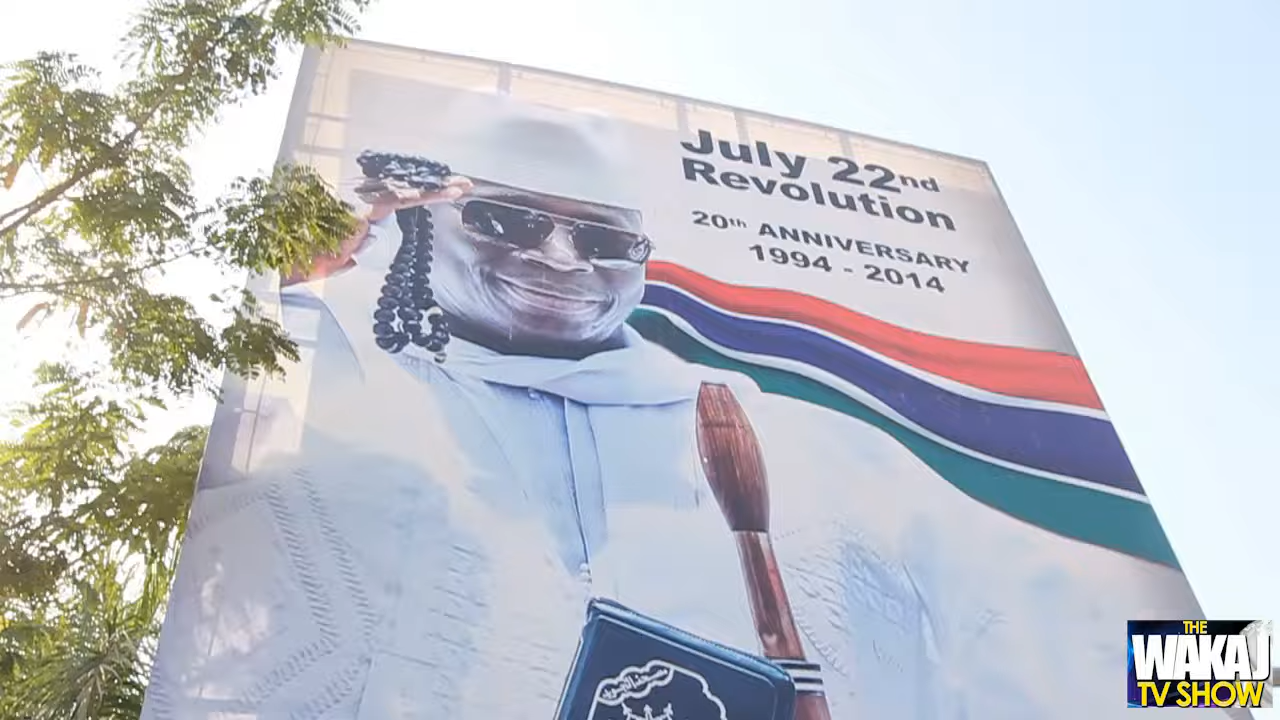 July 22nd
Revolution
20th ANNIVERSARY
1994 - 2014
THE
WAKAJ
TV SHOW